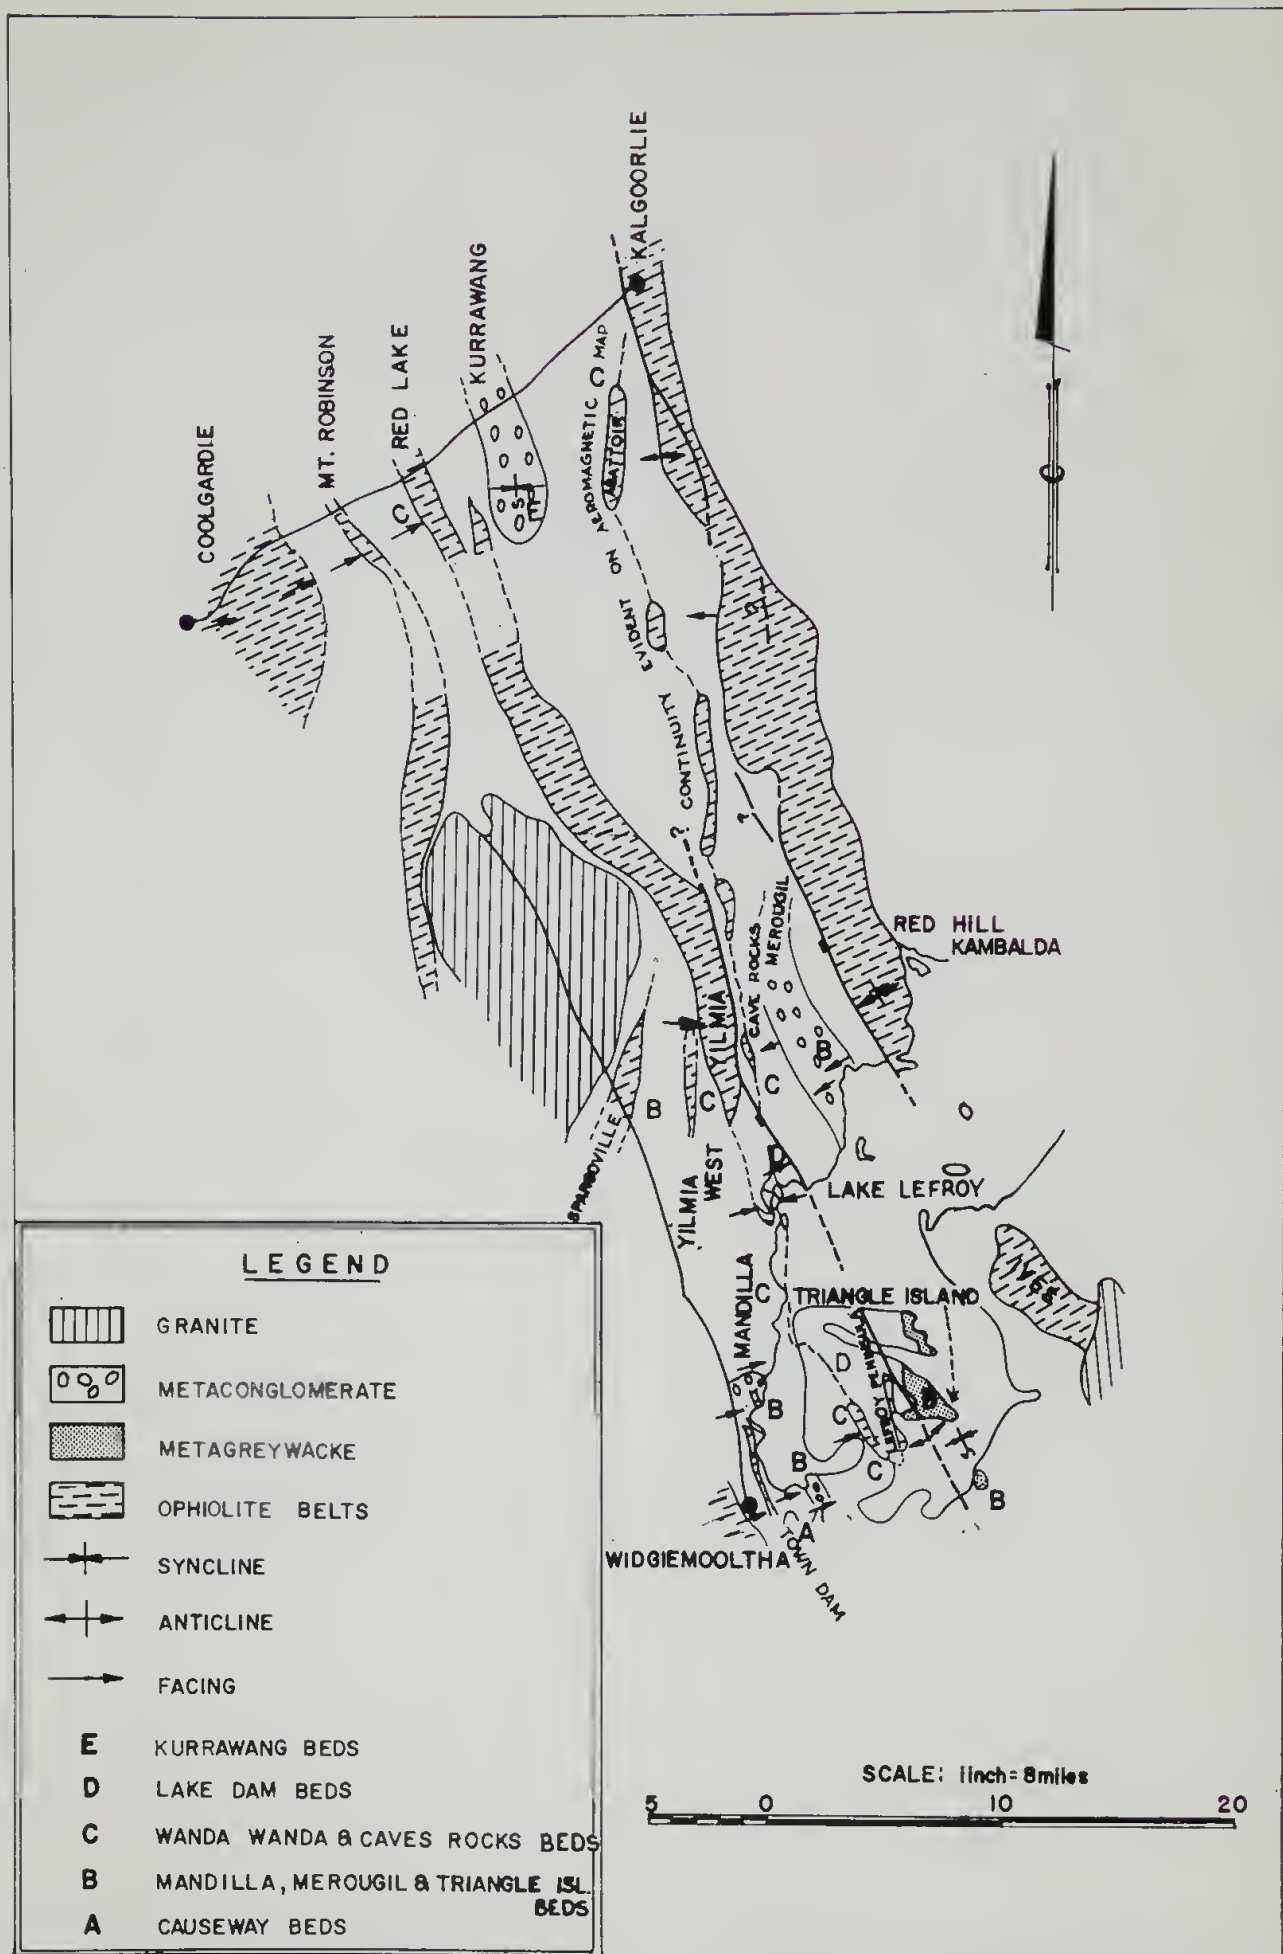 KALGOORLIE
KURRAWANG
MT. ROBINSON
RED LAKE
COOLGARDIE
C
C
S
E
ABATTOIR
? CONTINUITY EVIDENT ON AEROMAGNETIC MAP
?
?
RED HILL
KAMBALDA
CAVE ROCKS
MEROUGIL
YILMIA
B
C
B
C
SPARGOVILLE
YILMIA
WEST
D
LAKE LEFROY
MANDILLA
C
TRIANGLE ISLAND
D
LEFROY PENINSULA
C
B
B
C
S
B
A
WIDGIEMOOLTHA
TOWN DAM
LEGEND
GRANITE
METACONGLOMERATE
METAGREYWACKE
OPHIOLITE BELTS
SYNCLINE
ANTICLINE
FACING
E KURRAWANG BEDS
D LAKE DAM BEDS
C WANDA WANDA & CAVES ROCKS BEDS
B MANDILLA, MEROUGIL & TRIANGLE ISL.
BEDS
A CAUSEWAY BEDS
SCALE: 1inch=8miles
5 0 10 20